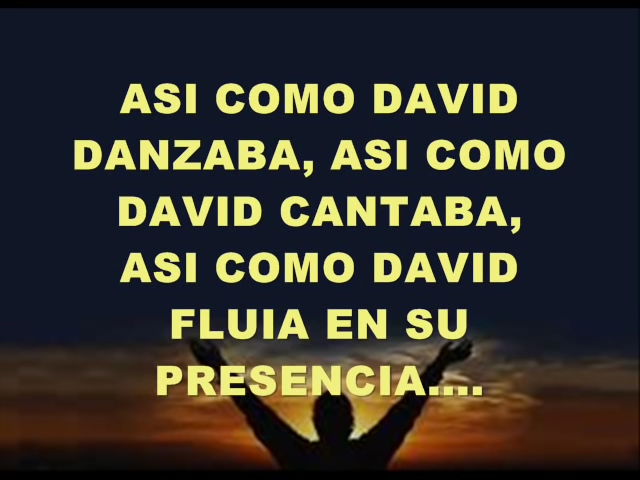 ASI COMO DAVID
DANZABA, ASI COMO
DAVID CANTABA,
ASI COMO DAVID
FLUIA EN SU
PRESENCIA....